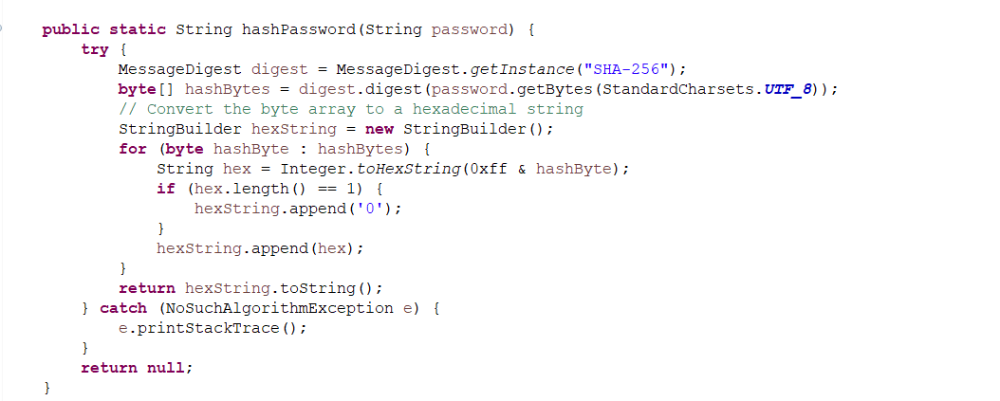 public static String hashPassword(String password) {
    try {
        MessageDigest digest = MessageDigest.getInstance("SHA-256");
        byte[] hashBytes = digest.digest(password.getBytes(StandardCharsets.UTF_8));
        // Convert the byte array to a hexadecimal string
        StringBuilder hexString = new StringBuilder();
        for (byte hashByte : hashBytes) {
            String hex = Integer.toHexString(0xff & hashByte);
            if (hex.length() == 1) {
                hexString.append('0');
            }
            hexString.append(hex);
        }
        return hexString.toString();
    } catch (NoSuchAlgorithmException e) {
        e.printStackTrace();
    }
    return null;
}